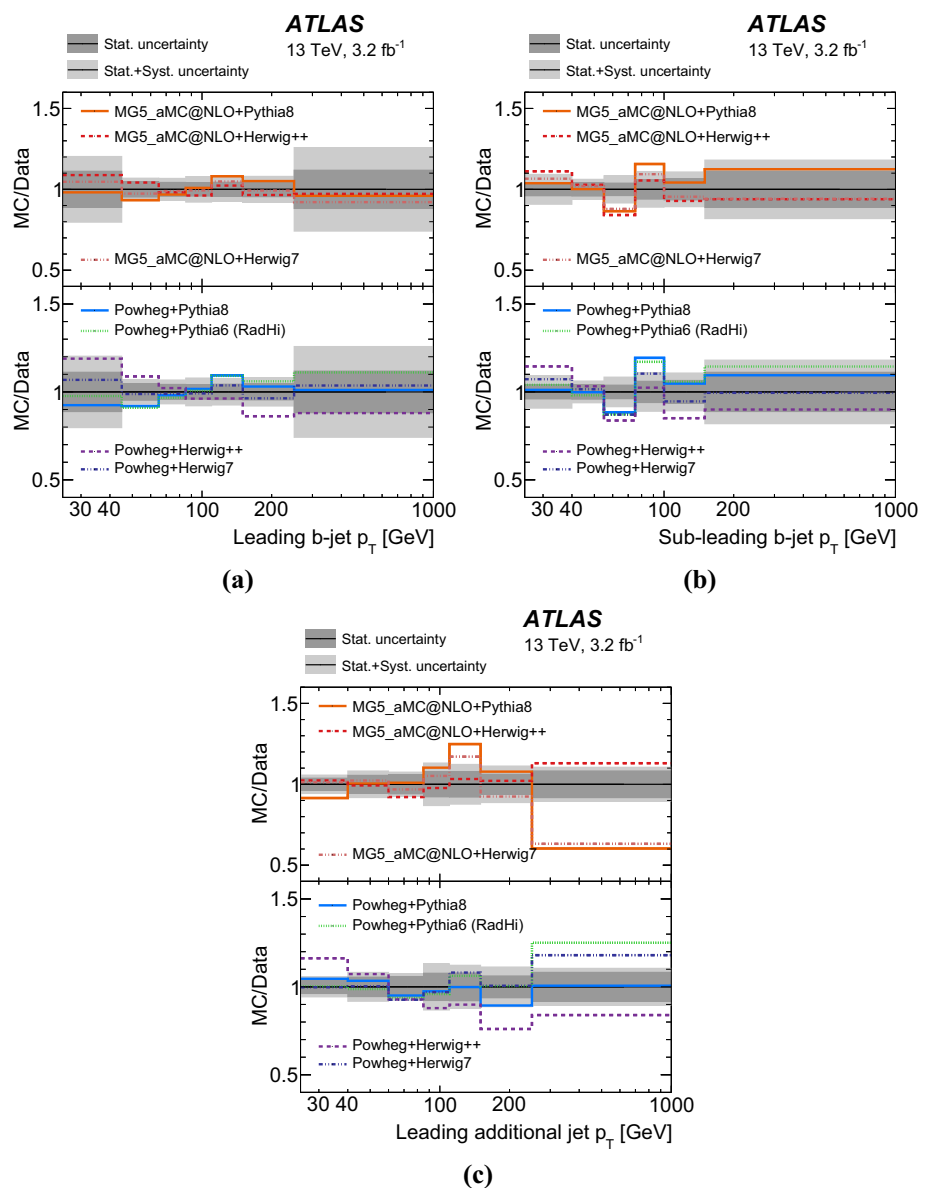 ATLAS
13 TeV, 3.2 fb⁻¹
Stat. uncertainty
Stat.+Syst. uncertainty
MC/Data
1.5
1
0.5
MG5_aMC@NLO+Pythia8
MG5_aMC@NLO+Herwig++
MG5_aMC@NLO+Herwig7
MC/Data
1.5
1
0.5
Powheg+Pythia8
Powheg+Pythia6 (RadHi)
Powheg+Herwig++
Powheg+Herwig7
30 40 100 200 1000
Leading b-jet p_T [GeV]
(a)
ATLAS
13 TeV, 3.2 fb⁻¹
Stat. uncertainty
Stat.+Syst. uncertainty
MC/Data
1.5
1
0.5
MG5_aMC@NLO+Pythia8
MG5_aMC@NLO+Herwig++
MG5_aMC@NLO+Herwig7
MC/Data
1.5
1
0.5
Powheg+Pythia8
Powheg+Pythia6 (RadHi)
Powheg+Herwig++
Powheg+Herwig7
30 40 100 200 1000
Sub-leading b-jet p_T [GeV]
(b)
ATLAS
13 TeV, 3.2 fb⁻¹
Stat. uncertainty
Stat.+Syst. uncertainty
MC/Data
1.5
1
0.5
MG5_aMC@NLO+Pythia8
MG5_aMC@NLO+Herwig++
MG5_aMC@NLO+Herwig7
MC/Data
1.5
1
0.5
Powheg+Pythia8
Powheg+Pythia6 (RadHi)
Powheg+Herwig++
Powheg+Herwig7
30 40 100 200 1000
Leading additional jet p_T [GeV]
(c)